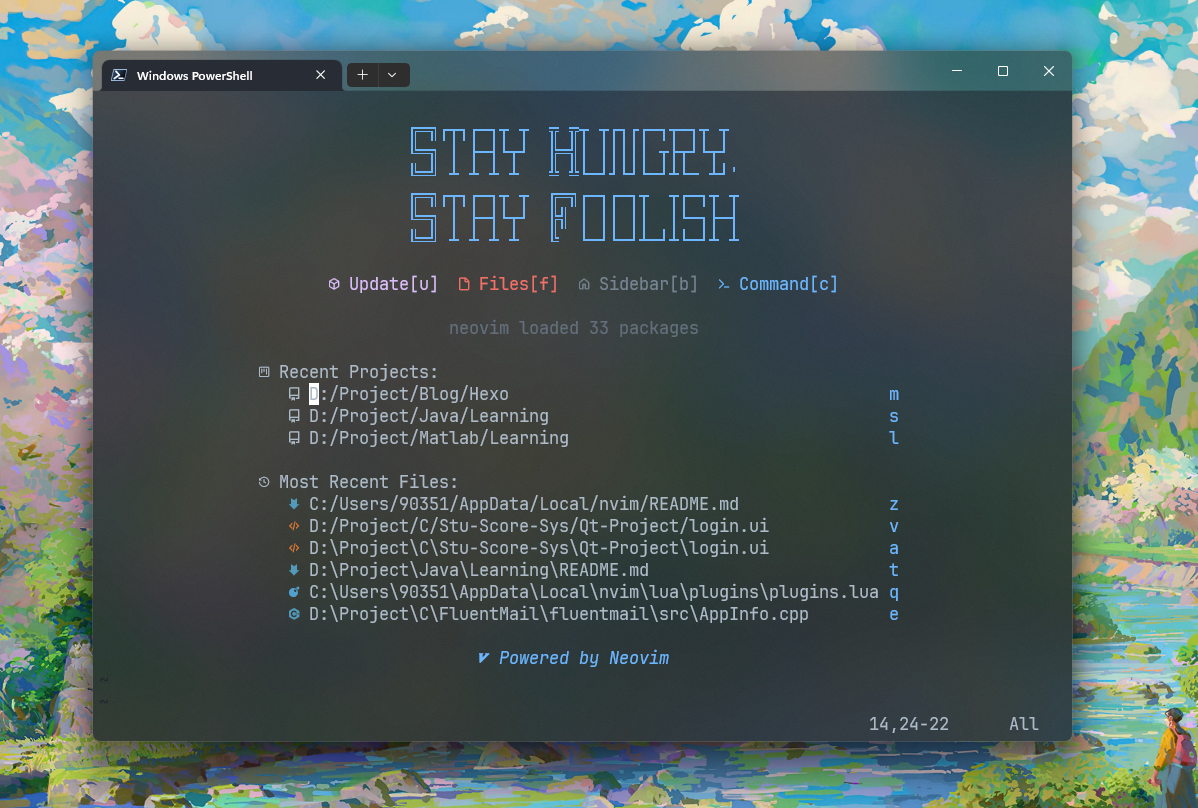 Windows PowerShell
STAY HUNGRY.
STAY FOOLISH
Update[u] Files[f] Sidebar[b] Command[c]
neovim loaded 33 packages
Recent Projects:
D:/Project/Blog/Hexo m
D:/Project/Java/Learning s
D:/Project/Matlab/Learning l
Most Recent Files:
C:/Users/90351/AppData/Local/nvim/README.md z
D:/Project/C/Stu-Score-Sys/Qt-Project/login.ui v
D:\Project\C\Stu-Score-Sys\Qt-Project\login.ui a
D:\Project\Java\Learning\README.md t
C:\Users\90351\AppData\Local\nvim\lua\plugins\plugins.lua q
D:\Project\C\FluentMail\fluentmail\src\AppInfo.cpp e
Powered by Neovim
~
~
14,24-22 All